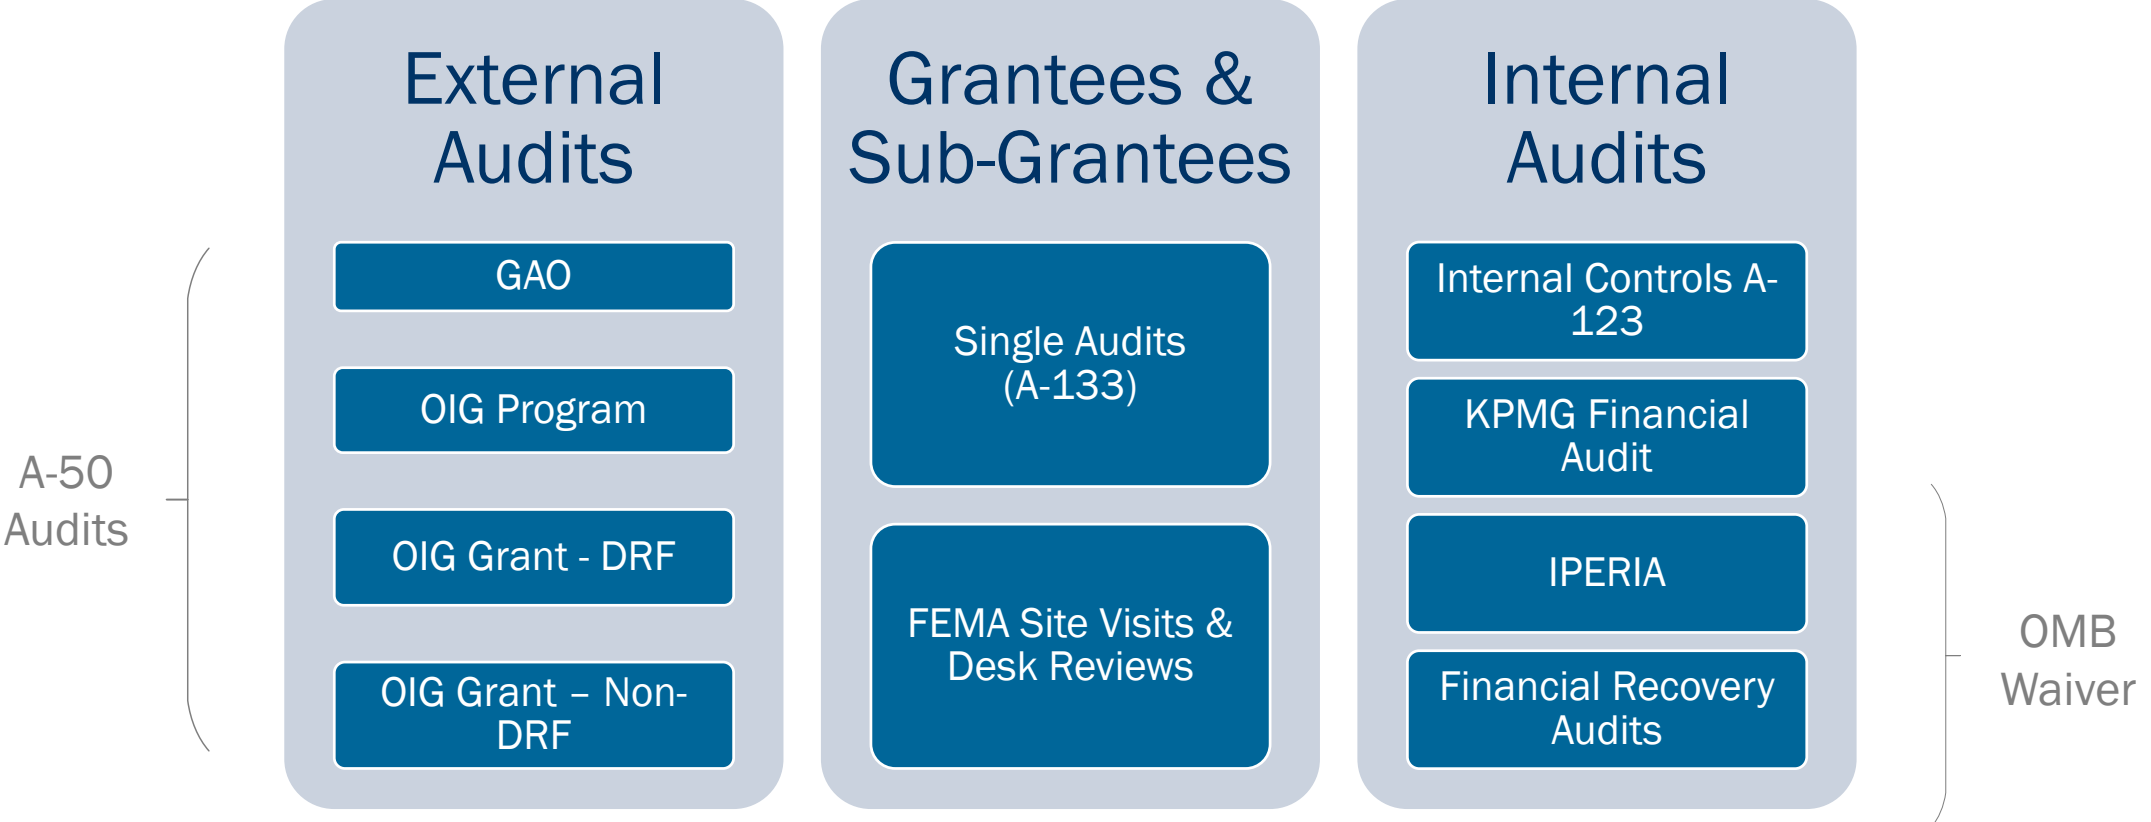 A-50
Audits
External
Audits
GAO
OIG Program
OIG Grant - DRF
OIG Grant – Non-
DRF
Grantees &
Sub-Grantees
Single Audits
(A-133)
FEMA Site Visits &
Desk Reviews
Internal
Audits
Internal Controls A-
123
KPMG Financial
Audit
IPERIA
Financial Recovery
Audits
OMB
Waiver